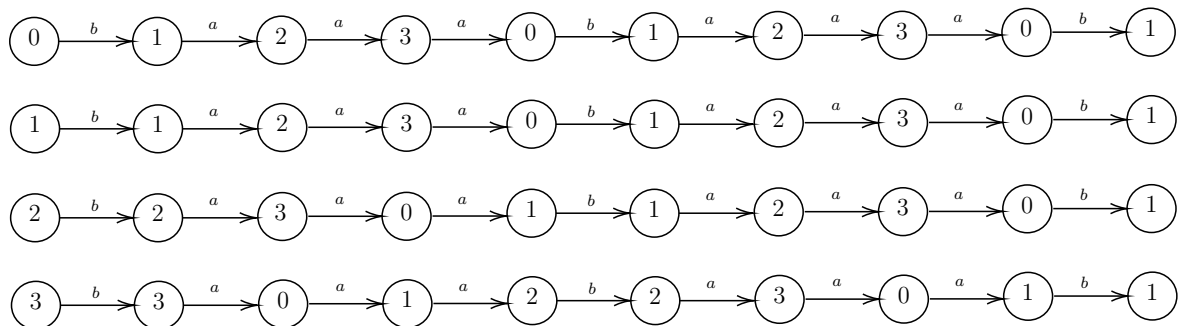 0 b 1 a 2 a 3 a 0 b 1 a 2 a 3 a 0 b 1
1 b 1 a 2 a 3 a 0 b 1 a 2 a 3 a 0 b 1
2 b 2 a 3 a 0 a 1 b 1 a 2 a 3 a 0 b 1
3 b 3 a 0 a 1 a 2 b 2 a 3 a 0 a 1 b 1